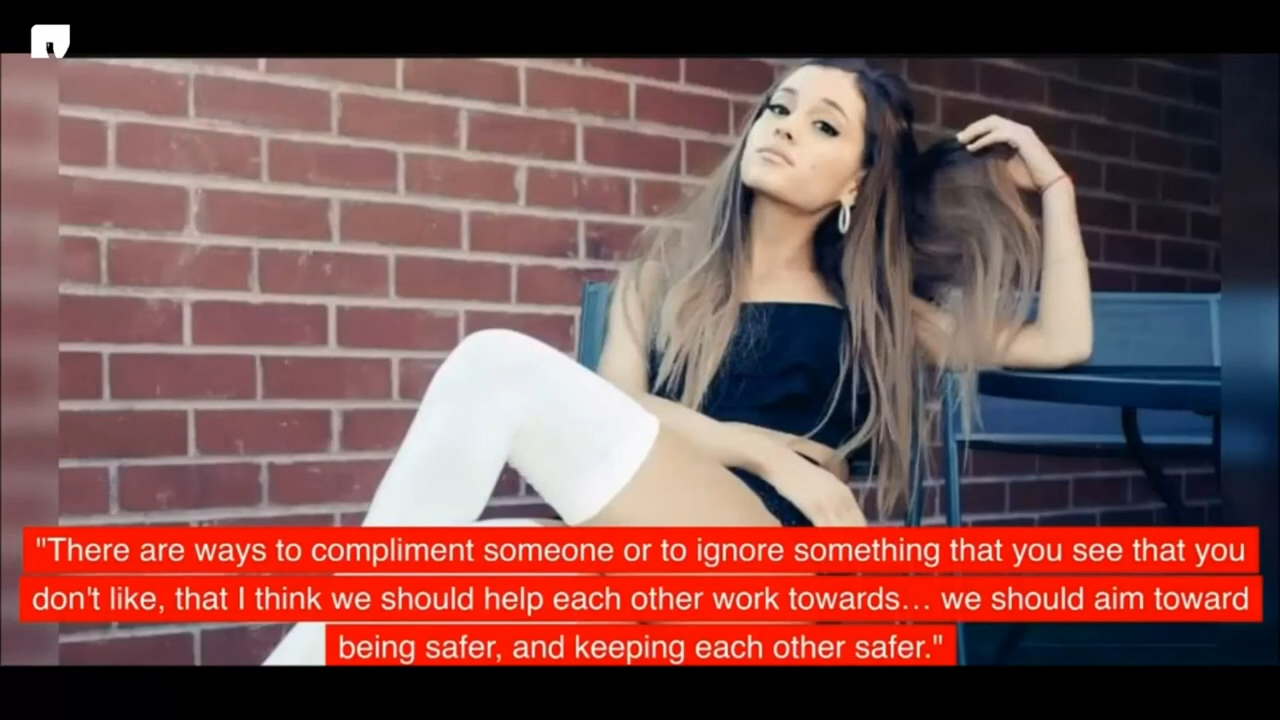 "There are ways to compliment someone or to ignore something that you see that you
don't like, that I think we should help each other work towards... we should aim toward
being safer, and keeping each other safer."